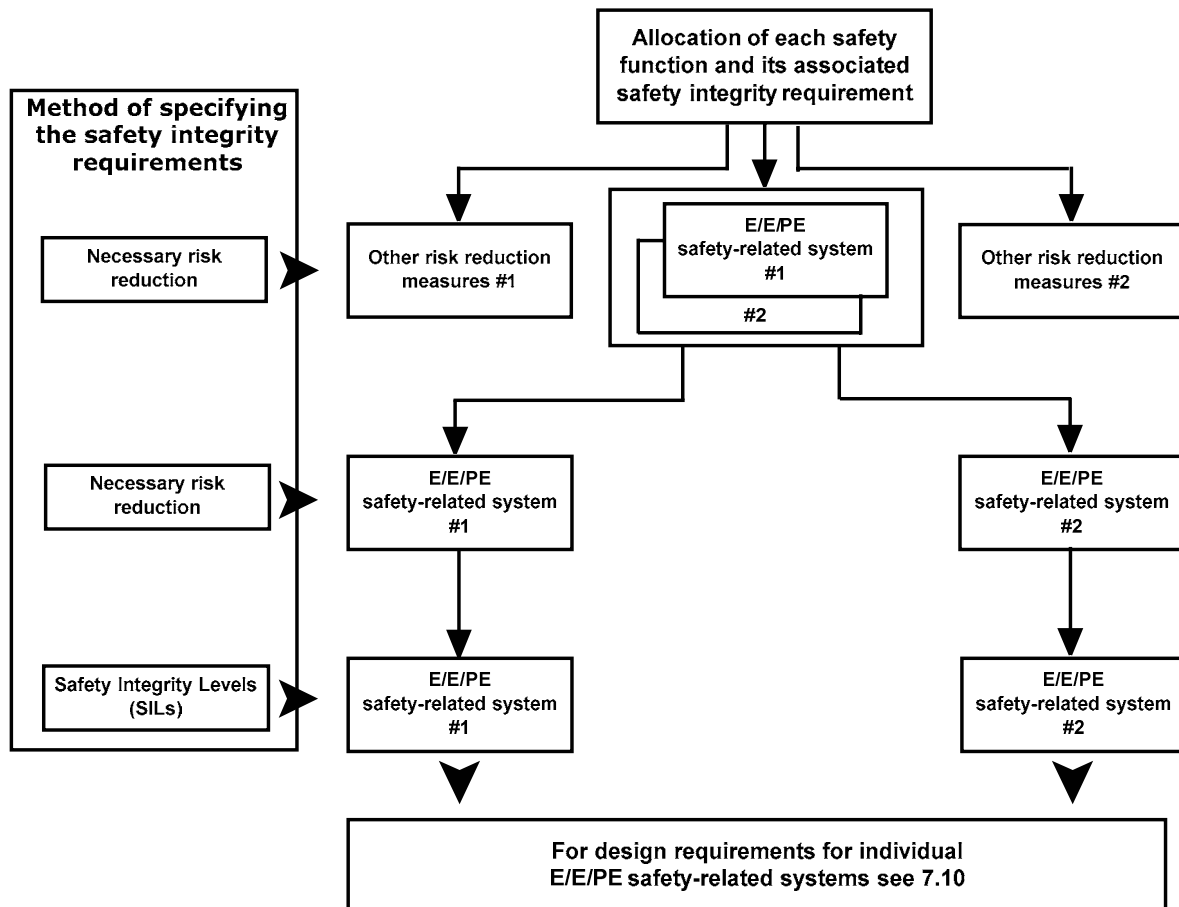 Allocation of each safety
function and its associated
safety integrity requirement
Method of specifying
the safety integrity
requirements
Necessary risk
reduction
Other risk reduction
measures #1
E/E/PE
safety-related system
#1
#2
Other risk reduction
measures #2
Necessary risk
reduction
E/E/PE
safety-related system
#1
E/E/PE
safety-related system
#2
Safety Integrity Levels
(SILs)
E/E/PE
safety-related system
#1
E/E/PE
safety-related system
#2
For design requirements for individual
E/E/PE safety-related systems see 7.10